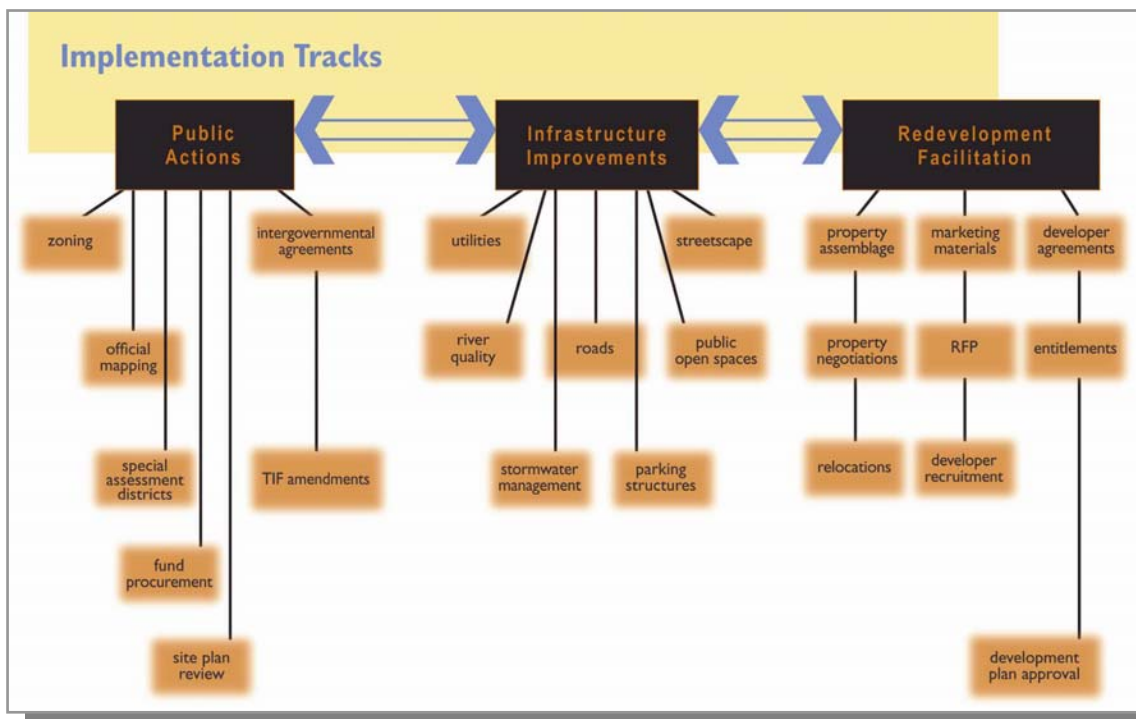 Implementation Tracks
Public
Actions
Infrastructure
Improvements
Redevelopment
Facilitation
zoning
intergovernmental
agreements
utilities
streetscape
property
assemblage
marketing
materials
developer
agreements
official
mapping
river
quality
roads
public
open spaces
property
negotiations
RFP
entitlements
special
assessment
districts
TIF amendments
stormwater
management
parking
structures
relocations
developer
recruitment
fund
procurement
site plan
review
development
plan approval